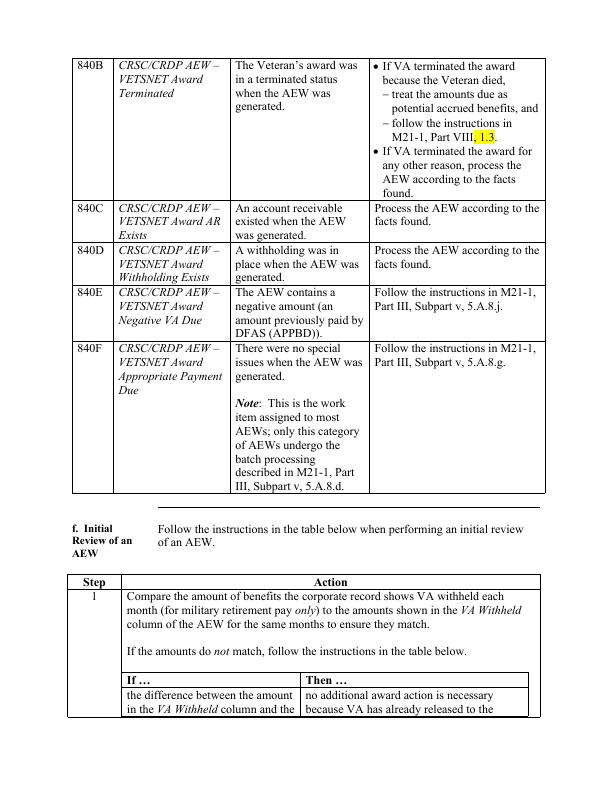 840B
CRSC/CRDP AEW –
VETSNET Award
Terminated
The Veteran’s award was
in a terminated status
when the AEW was
generated.
• If VA terminated the award
because the Veteran died,
– treat the amounts due as
potential accrued benefits, and
– follow the instructions in
M21-1, Part VIII, 1.3.
• If VA terminated the award for
any other reason, process the
AEW according to the facts
found.
840C
CRSC/CRDP AEW –
VETSNET Award AR
Exists
An account receivable
existed when the AEW
was generated.
Process the AEW according to the
facts found.
840D
CRSC/CRDP AEW –
VETSNET Award
Withholding Exists
A withholding was in
place when the AEW was
generated.
Process the AEW according to the
facts found.
840E
CRSC/CRDP AEW –
VETSNET Award
Negative VA Due
The AEW contains a
negative amount (an
amount previously paid by
DFAS (APPBD)).
Follow the instructions in M21-1,
Part III, Subpart v, 5.A.8.j.
840F
CRSC/CRDP AEW –
VETSNET Award
Appropriate Payment
Due
There were no special
issues when the AEW was
generated.
Note: This is the work
item assigned to most
AEWs; only this category
of AEWs undergo the
batch processing
described in M21-1, Part
III, Subpart v, 5.A.8.d.
Follow the instructions in M21-1,
Part III, Subpart v, 5.A.8.g.
f. Initial
Review of an
AEW
Follow the instructions in the table below when performing an initial review
of an AEW.
Step
Action
1
Compare the amount of benefits the corporate record shows VA withheld each
month (for military retirement pay only) to the amounts shown in the VA Withheld
column of the AEW for the same months to ensure they match.
If the amounts do not match, follow the instructions in the table below.
If …
Then …
the difference between the amount
in the VA Withheld column and the
no additional award action is necessary
because VA has already released to the